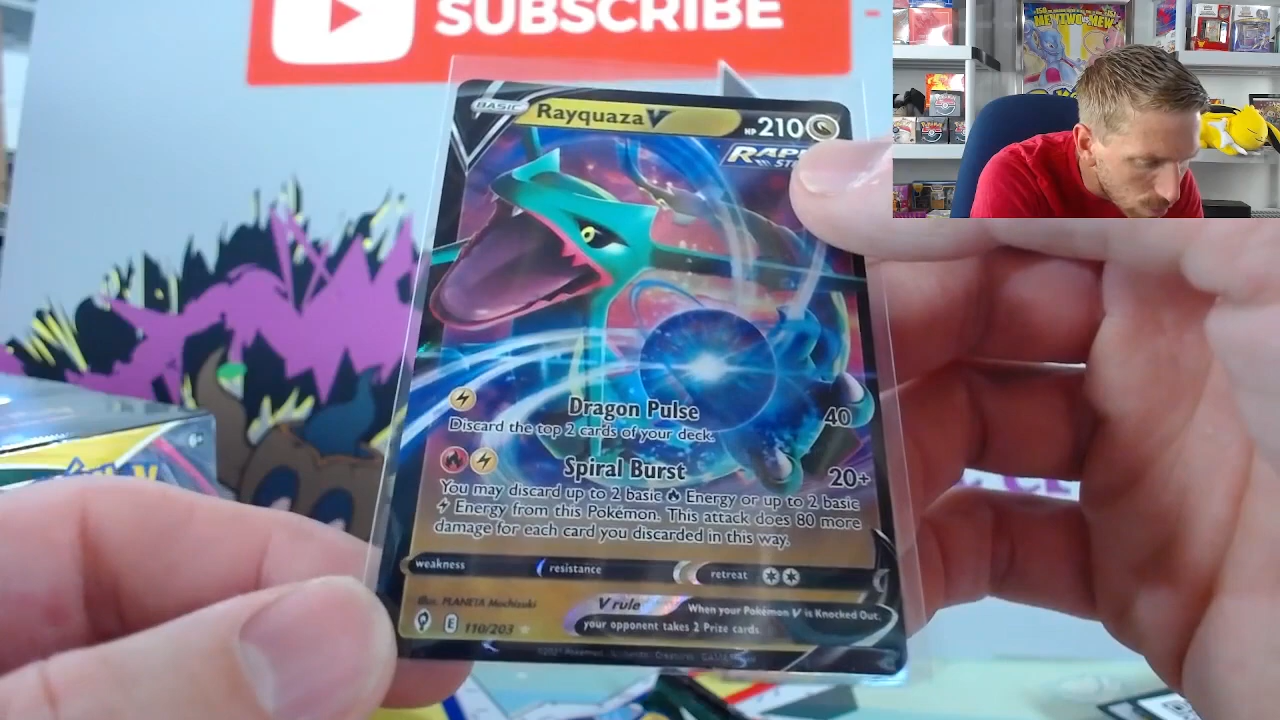 SUBSCRIBE
BASIC
Rayquaza V
HP 210
RAPI
Dragon Pulse 40
Discard the top 2 cards of your deck.
Spiral Burst 20+
You may discard up to 2 basic Energy or up to 2 basic
Energy from this Pokémon. This attack does 80 more
damage for each card you discarded in this way.
weakness resistance retreat
Illus. PLANETA Mochizuki
V rule When your Pokémon V is Knocked Out,
your opponent takes 2 Prize cards.
E 110/203
MEWTWO MEW